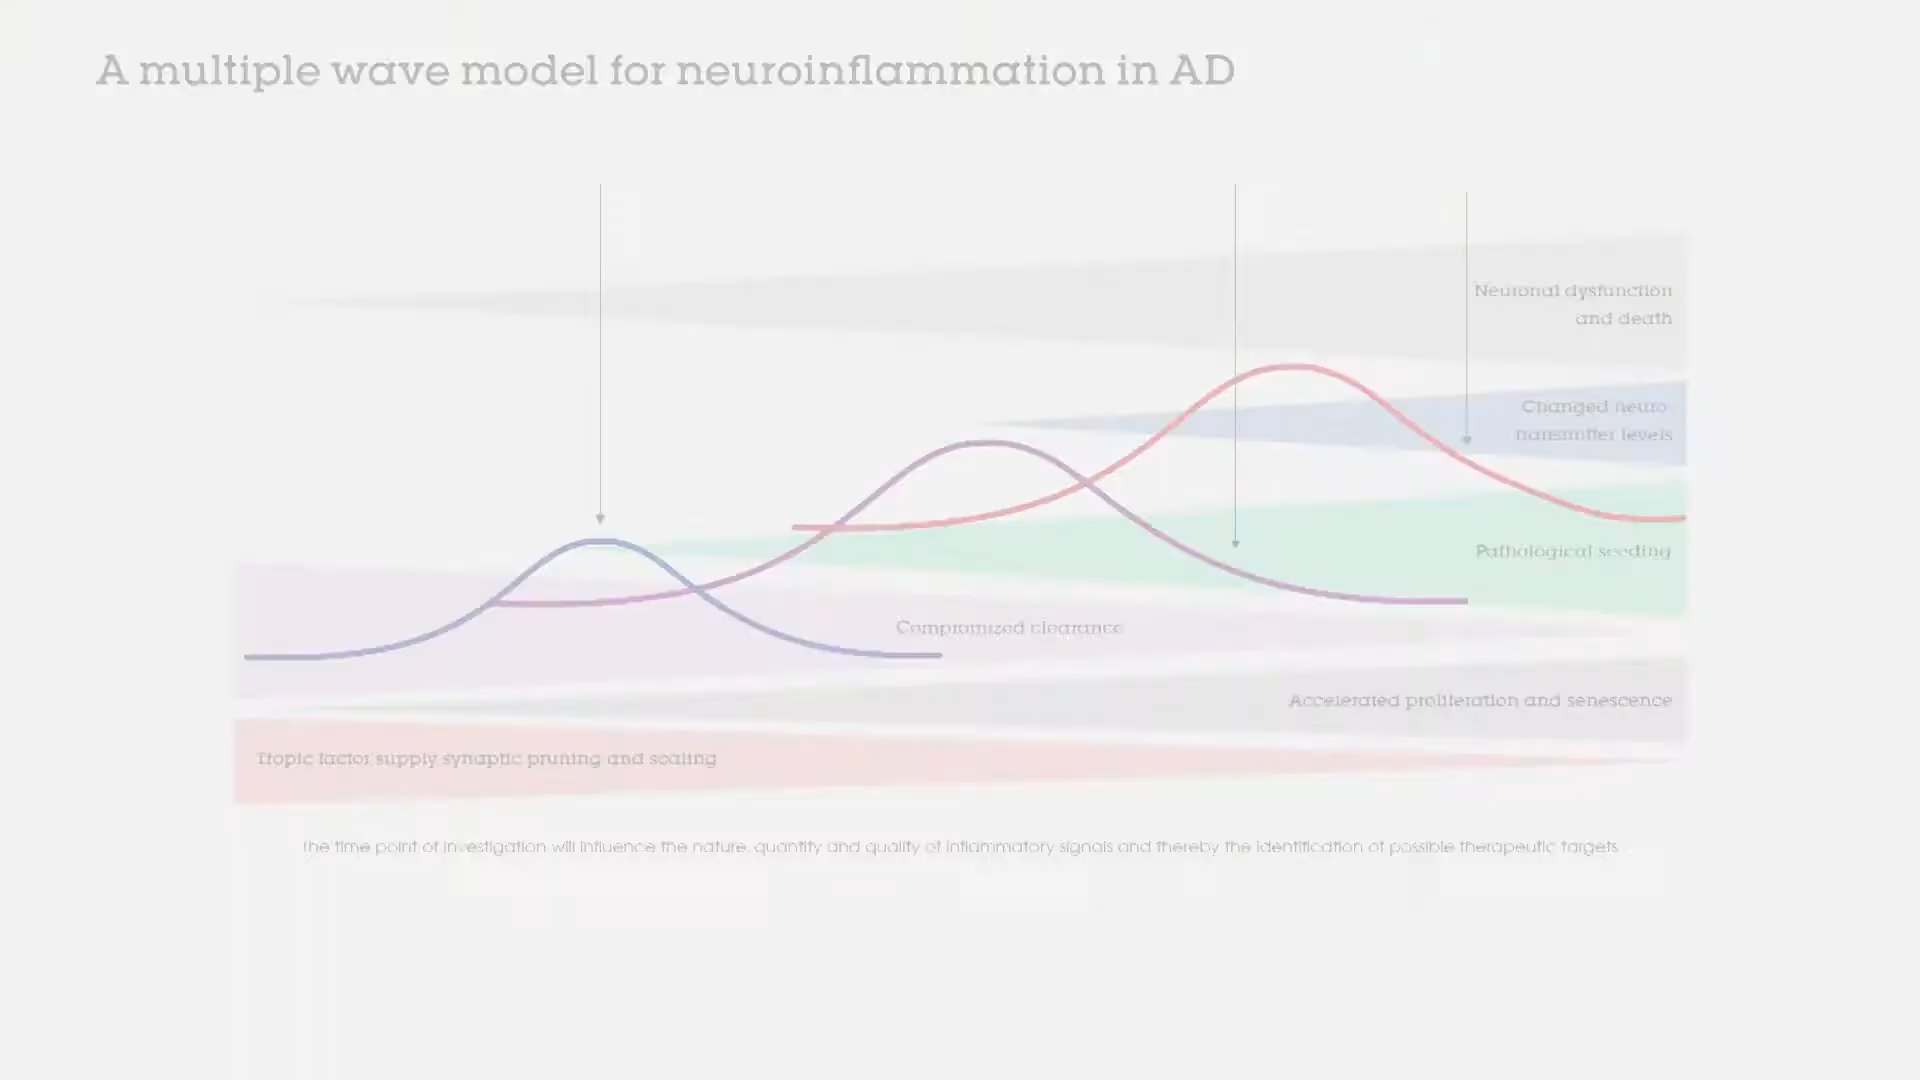 A multiple wave model for neuroinflammation in AD
Neuronal dysfunction
and death
Changed neuro-
transmitter levels
Pathological seeding
Compromized clearance
Accelerated proliferation and senescence
Tropic factor supply synaptic pruning and scaling
The time point of investigation will influence the nature, quantity and quality of inflammatory signals and thereby the identification of possible therapeutic targets.